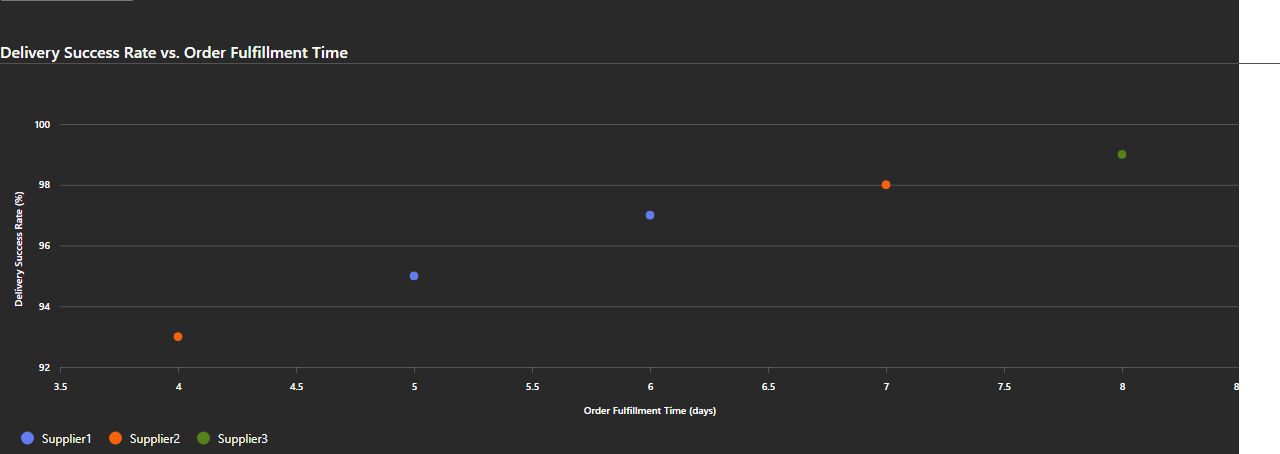 Delivery Success Rate vs. Order Fulfillment Time
100
98
96
94
92
Delivery Success Rate (%)
3.5 4 4.5 5 5.5 6 6.5 7 7.5 8 8
Order Fulfillment Time (days)
Supplier1 Supplier2 Supplier3